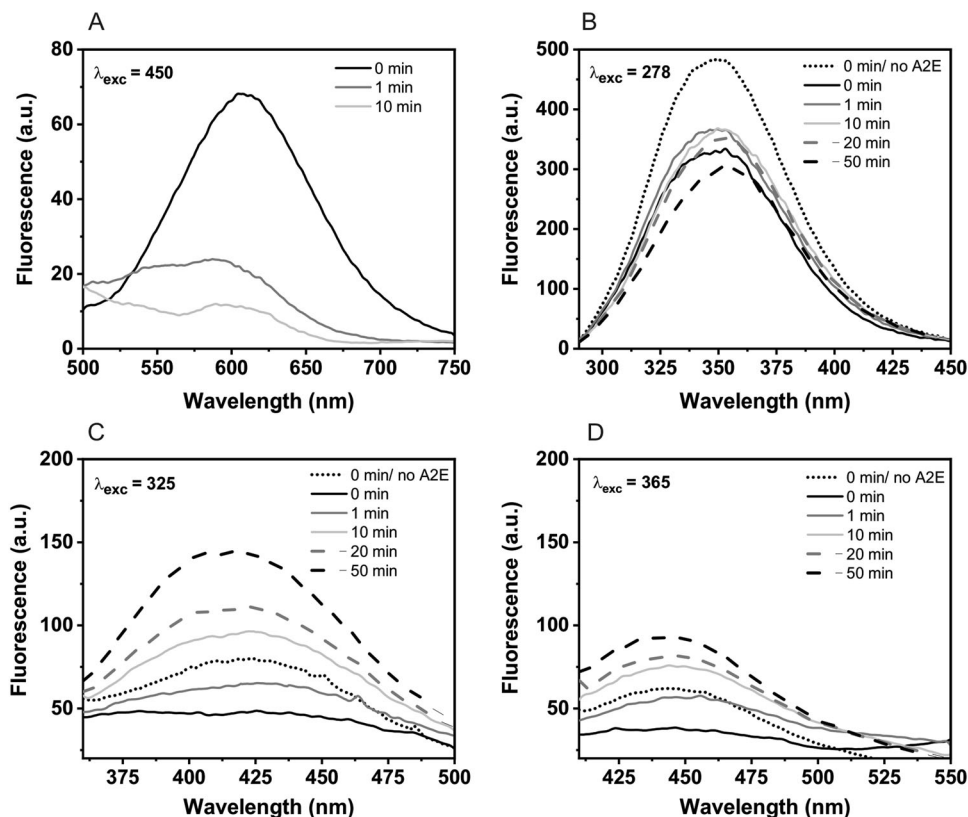 A
λexc = 450
0 min
1 min
10 min
80
60
40
20
0
500 550 600 650 700 750
Fluorescence (a.u.)
Wavelength (nm)
B
λexc = 278
0 min/ no A2E
0 min
1 min
10 min
20 min
50 min
500
400
300
200
100
0
300 325 350 375 400 425 450
Fluorescence (a.u.)
Wavelength (nm)
C
λexc = 325
0 min/ no A2E
0 min
1 min
10 min
20 min
50 min
200
150
100
50
375 400 425 450 475 500
Fluorescence (a.u.)
Wavelength (nm)
D
λexc = 365
0 min/ no A2E
0 min
1 min
10 min
20 min
50 min
200
150
100
50
425 450 475 500 525 550
Fluorescence (a.u.)
Wavelength (nm)